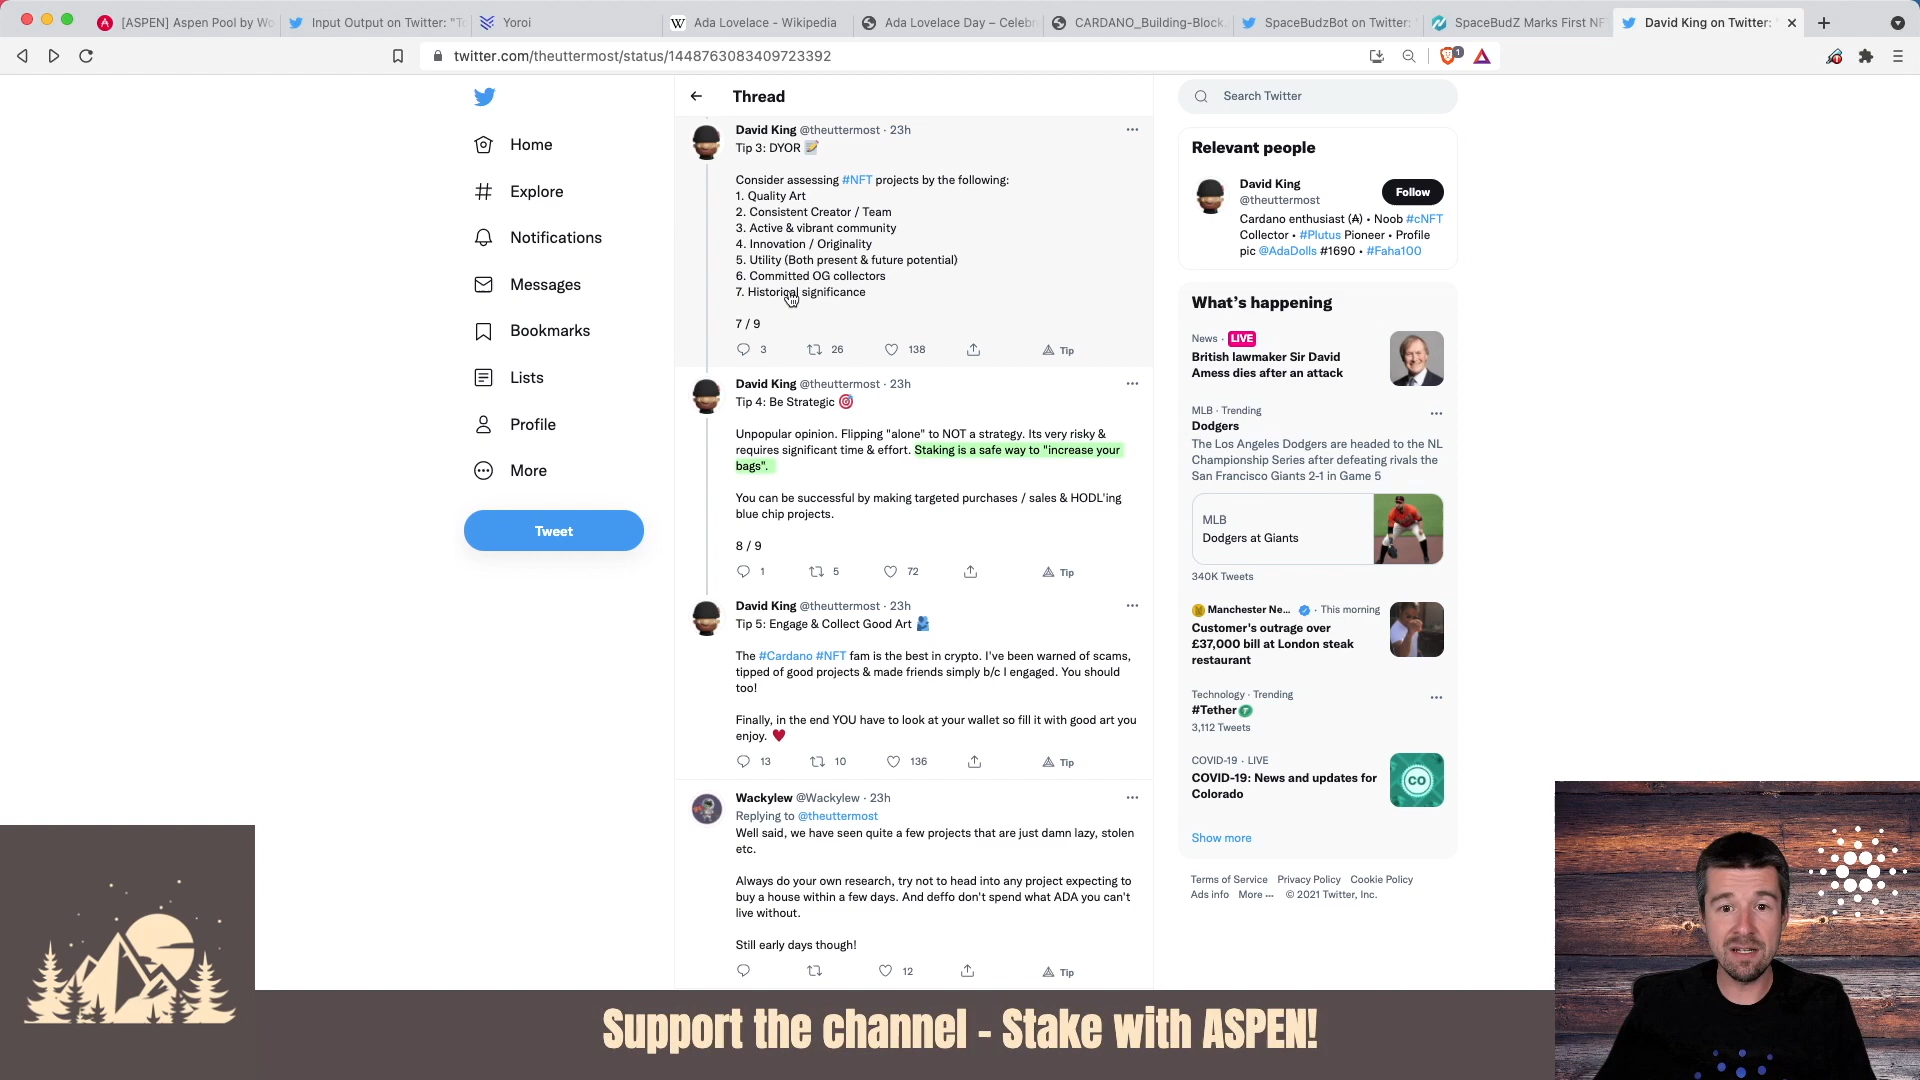 [ASPEN] Aspen Pool by Wo
Input Output on Twitter: "To
Yoroi
W Ada Lovelace - Wikipedia
Ada Lovelace Day – Celebr
CARDANO_Building-Block
SpaceBudzBot on Twitter:
SpaceBudZ Marks First NF
David King on Twitter: "
twitter.com/theuttermost/status/1448763083409723392
1
Home
Explore
Notifications
Messages
Bookmarks
Lists
Profile
More
Tweet
Thread
David King @theuttermost · 23h
Tip 3: DYOR
Consider assessing #NFT projects by the following:
1. Quality Art
2. Consistent Creator / Team
3. Active & vibrant community
4. Innovation / Originality
5. Utility (Both present & future potential)
6. Committed OG collectors
7. Historical significance
7 / 9
3 26 138 Tip
David King @theuttermost · 23h
Tip 4: Be Strategic
Unpopular opinion. Flipping "alone" to NOT a strategy. Its very risky &
requires significant time & effort. Staking is a safe way to "increase your
bags".
You can be successful by making targeted purchases / sales & HODL'ing
blue chip projects.
8 / 9
1 5 72 Tip
David King @theuttermost · 23h
Tip 5: Engage & Collect Good Art
The #Cardano #NFT fam is the best in crypto. I've been warned of scams,
tipped of good projects & made friends simply b/c I engaged. You should
too!
Finally, in the end YOU have to look at your wallet so fill it with good art you
enjoy.
13 10 136 Tip
Wackylew @Wackylew · 23h
Replying to @theuttermost
Well said, we have seen quite a few projects that are just damn lazy, stolen
etc.
Always do your own research, try not to head into any project expecting to
buy a house within a few days. And deffo don't spend what ADA you can't
live without.
Still early days though!
12 Tip
Search Twitter
Relevant people
David King
@theuttermost
Follow
Cardano enthusiast (₳) • Noob #cNFT
Collector • #Plutus Pioneer • Profile
pic @AdaDolls #1690 • #Faha100
What's happening
News · LIVE
British lawmaker Sir David
Amess dies after an attack
MLB · Trending
Dodgers
The Los Angeles Dodgers are headed to the NL
Championship Series after defeating rivals the
San Francisco Giants 2-1 in Game 5
MLB
Dodgers at Giants
340K Tweets
Manchester Ne... · This morning
Customer's outrage over
£37,000 bill at London steak
restaurant
Technology · Trending
#Tether
3,112 Tweets
COVID-19 · LIVE
COVID-19: News and updates for
Colorado
CO
Show more
Terms of Service Privacy Policy Cookie Policy
Ads info More ··· © 2021 Twitter, Inc.
Support the channel - Stake with ASPEN!